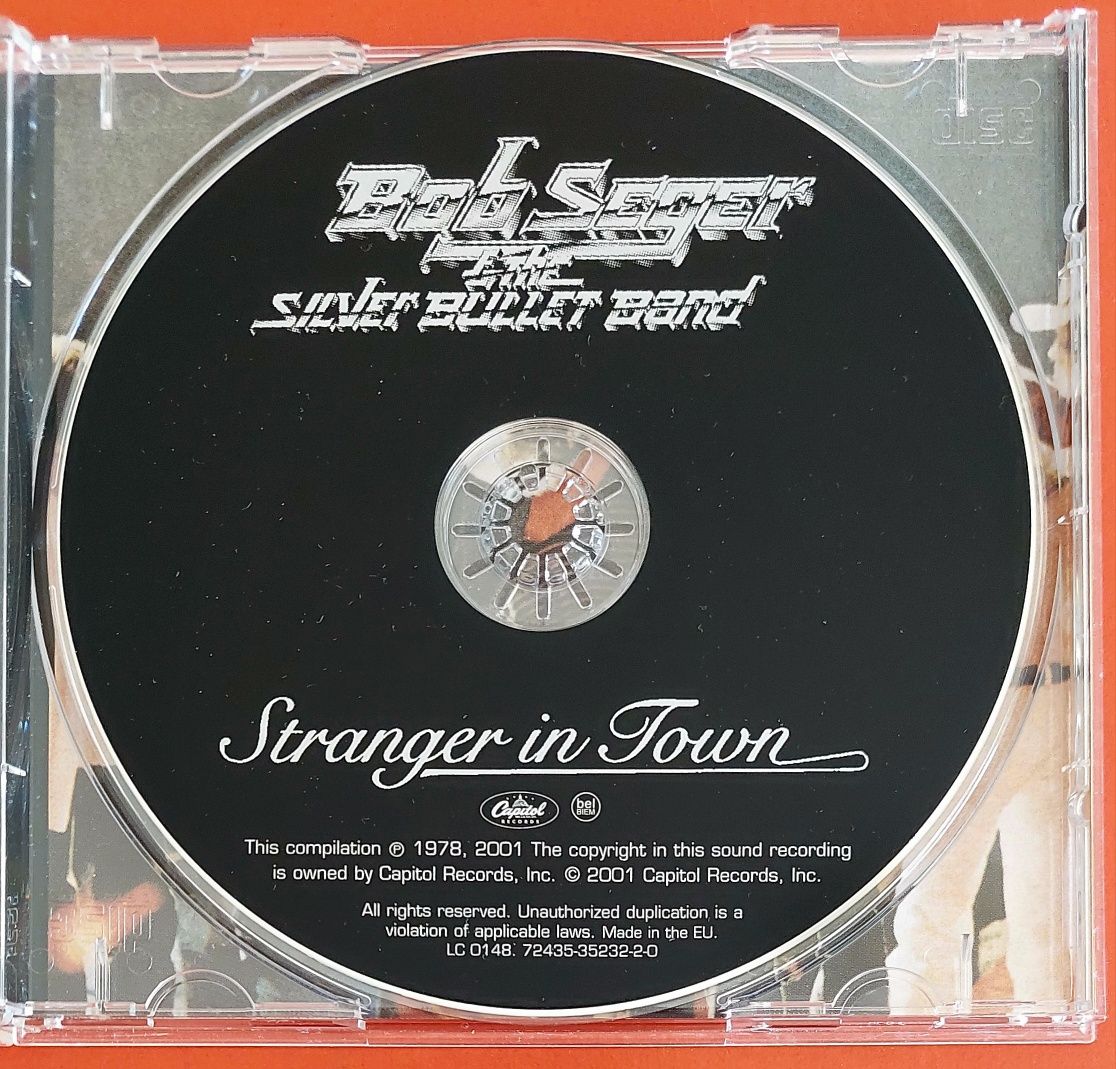 Bob Seger
& the
Silver Bullet Band
Stranger in Town
Capitol
RECORDS
bel
BIEM
This compilation ℗ 1978, 2001 The copyright in this sound recording
is owned by Capitol Records, Inc. © 2001 Capitol Records, Inc.
All rights reserved. Unauthorized duplication is a
violation of applicable laws. Made in the EU.
LC 0148. 72435-35232-2-0
disc